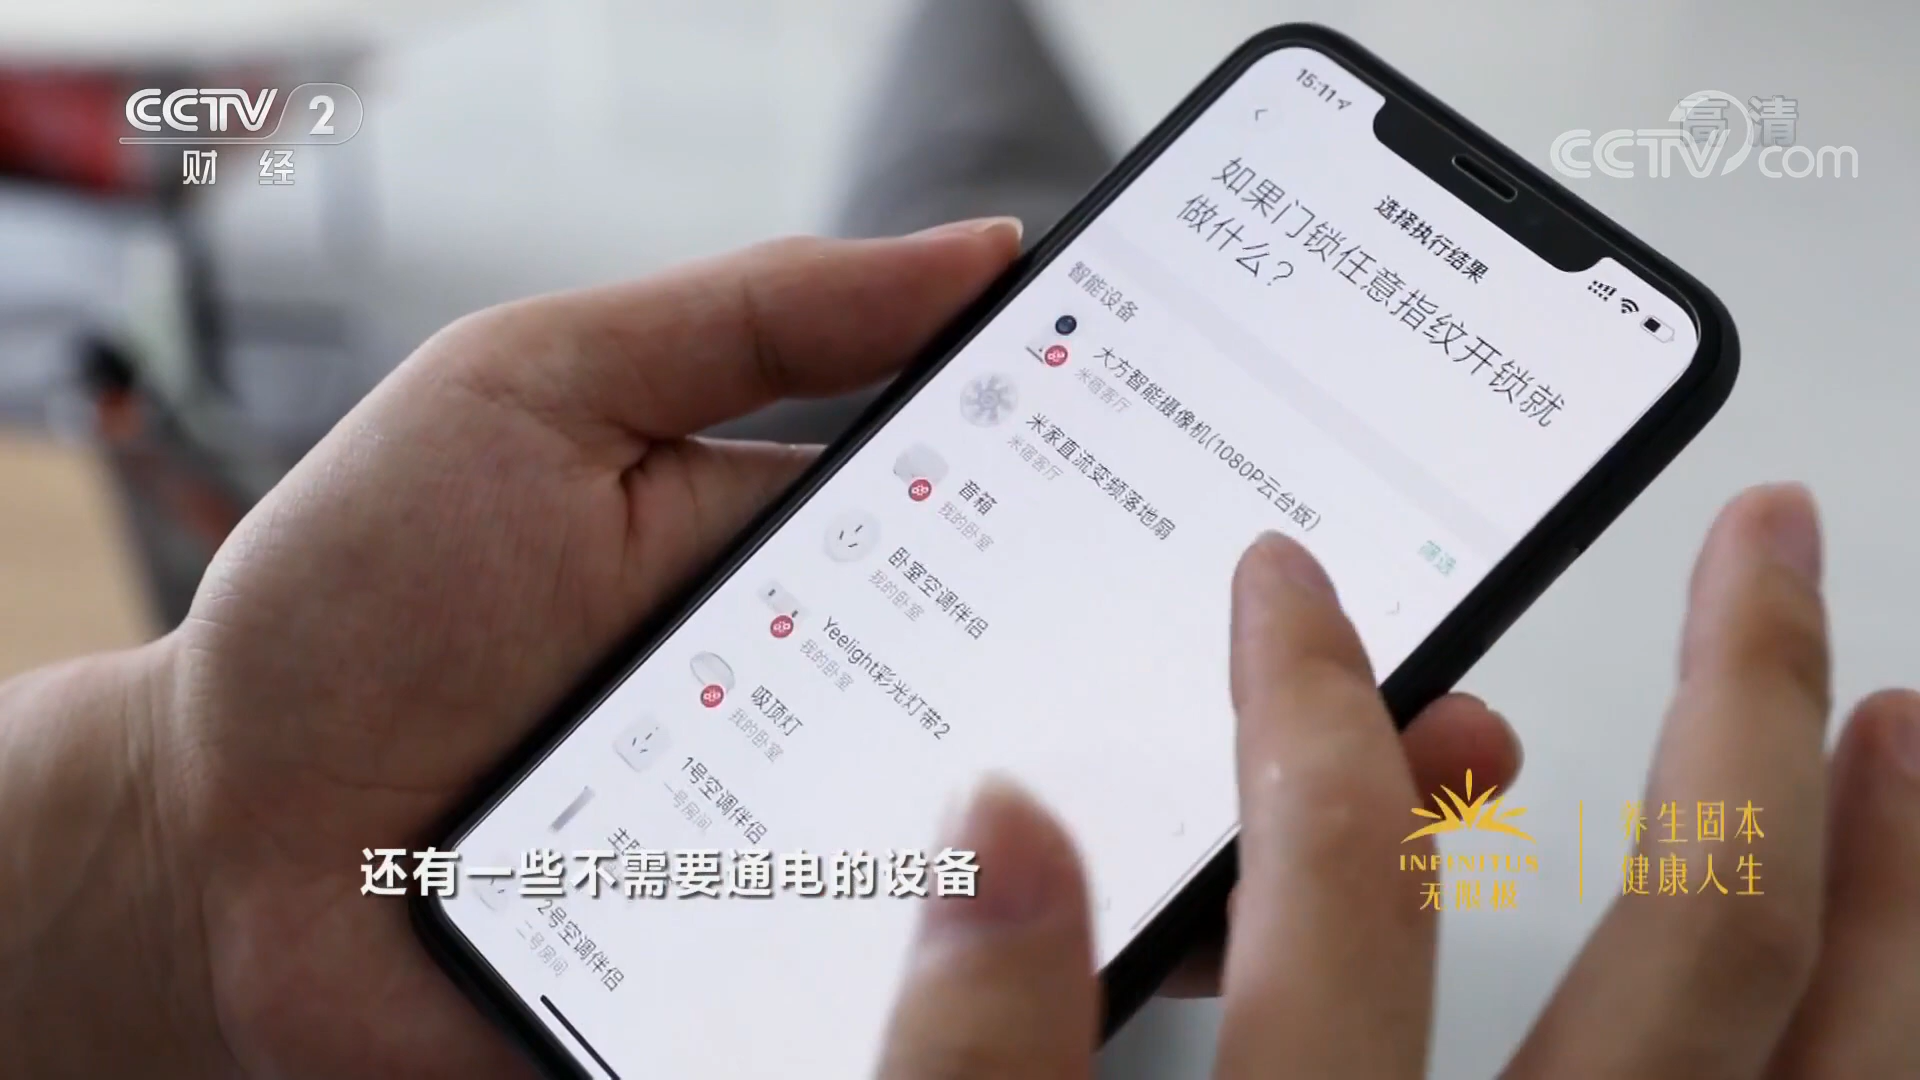 CCTV 2
财 经
高清
CCTV.com
15:11
选择执行结果
如果门锁任意指纹开锁就
做什么?
智能设备
筛选
大方智能摄像机(1080P云台版)
米宿客厅
米家直流变频落地扇
米宿客厅
音箱
我的卧室
卧室空调伴侣
我的卧室
Yeelight彩光灯带2
我的卧室
吸顶灯
我的卧室
1号空调伴侣
一号房间
2号空调伴侣
二号房间
还有一些不需要通电的设备
INFINITUS
无限极
养生固本
健康人生